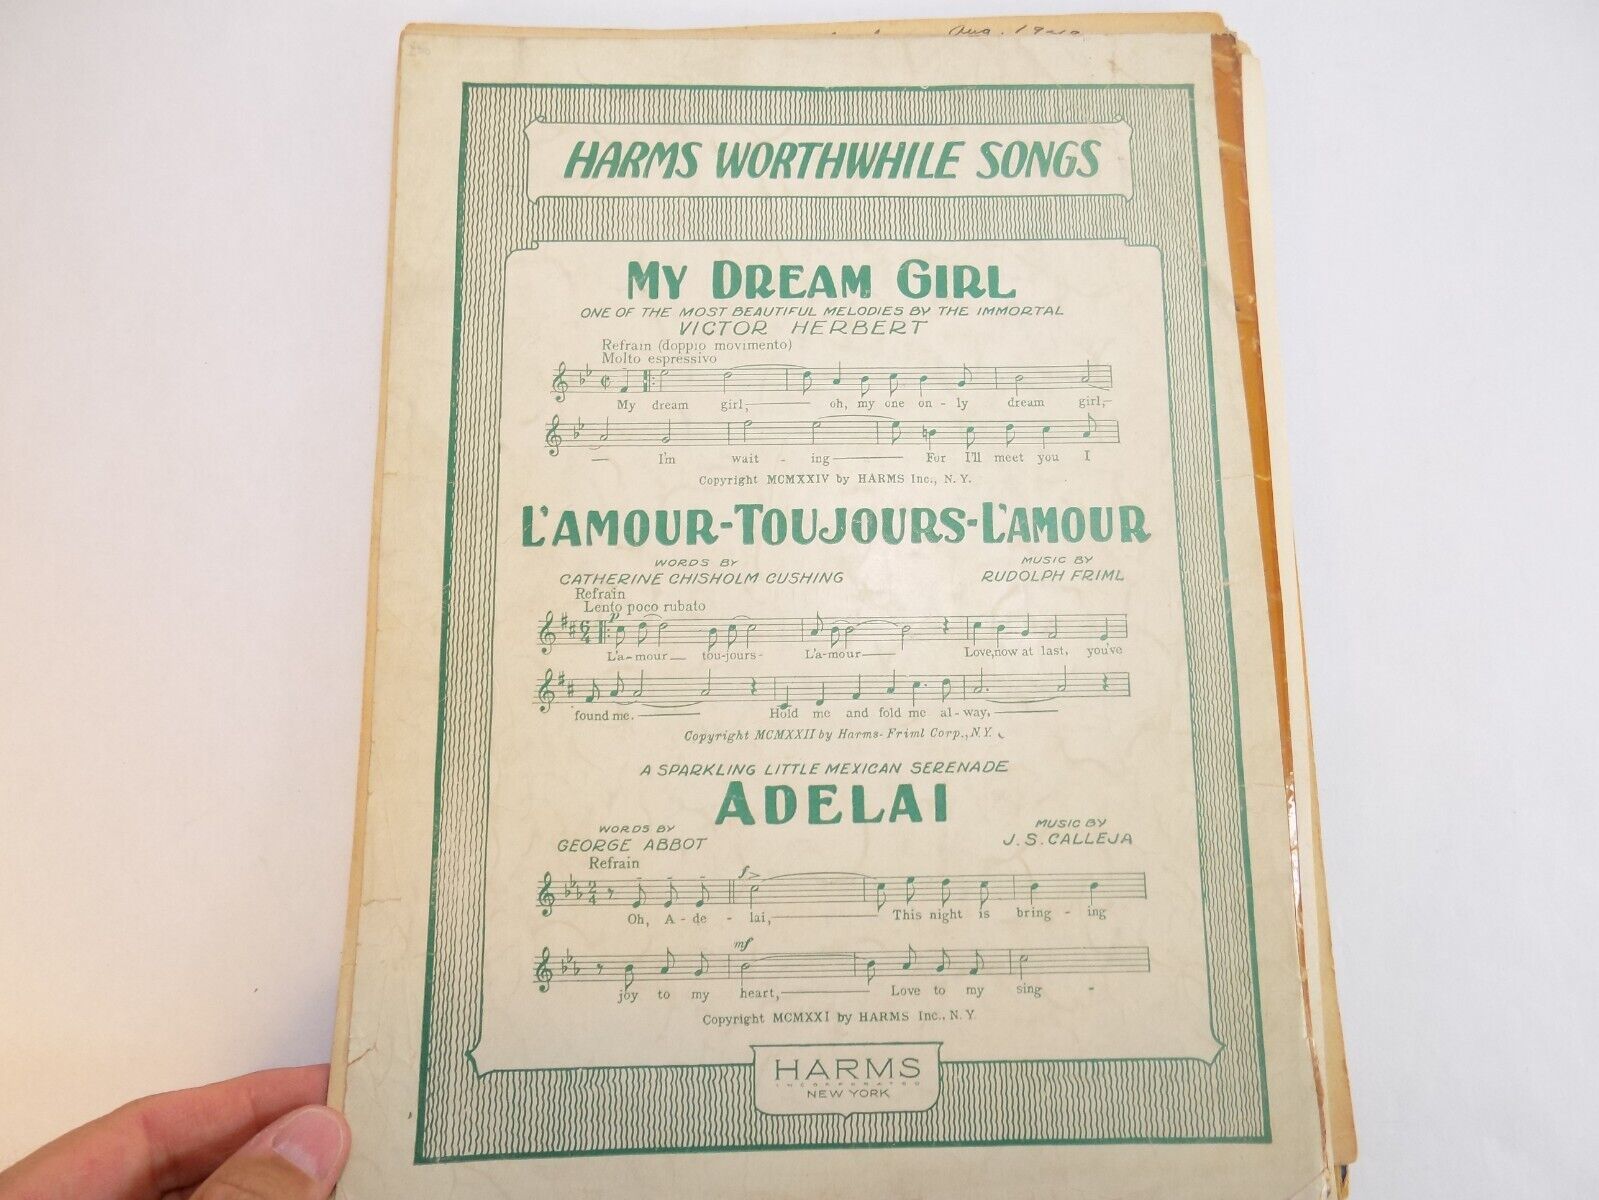 Aug. 19
HARMS WORTHWHILE SONGS
MY DREAM GIRL
ONE OF THE MOST BEAUTIFUL MELODIES BY THE IMMORTAL
VICTOR HERBERT
Refrain (doppio movimento)
Molto espressivo
My dream girl, oh, my one on - ly dream girl,
I'm wait - ing For I'll meet you I
Copyright MCMXXIV by HARMS Inc., N. Y.
L'AMOUR-TOUJOURS-L'AMOUR
WORDS BY
CATHERINE CHISHOLM CUSHING
MUSIC BY
RUDOLPH FRIML
Refrain
Lento poco rubato
p
L'a-mour tou-jours- L'a-mour Love, now at last, you've
found me. Hold me and fold me al-way,
Copyright MCMXXII by Harms-Friml Corp., N.Y.
A SPARKLING LITTLE MEXICAN SERENADE
ADELAI
WORDS BY
GEORGE ABBOT
MUSIC BY
J. S. CALLEJA
Refrain
f
Oh, A - de - lai, This night is bring - ing
mf
joy to my heart, Love to my sing -
Copyright MCMXXI by HARMS Inc., N. Y
HARMS
INCORPORATED
NEW YORK